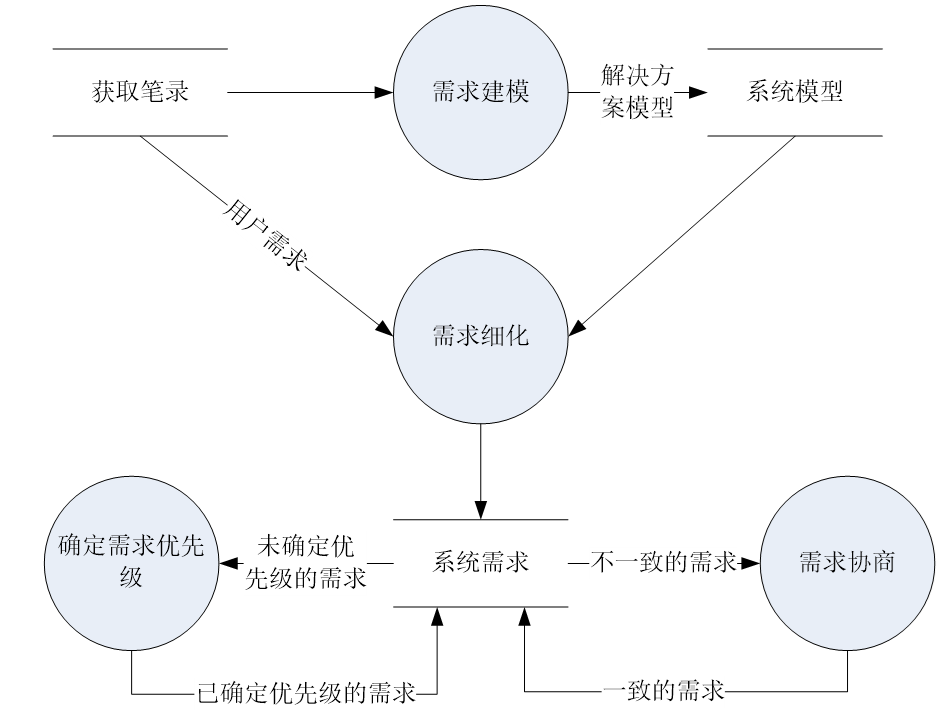 获取笔录
需求建模
解决方
案模型
系统模型
用户需求
需求细化
确定需求优先
级
未确定优
先级的需求
系统需求
不一致的需求
需求协商
已确定优先级的需求
一致的需求